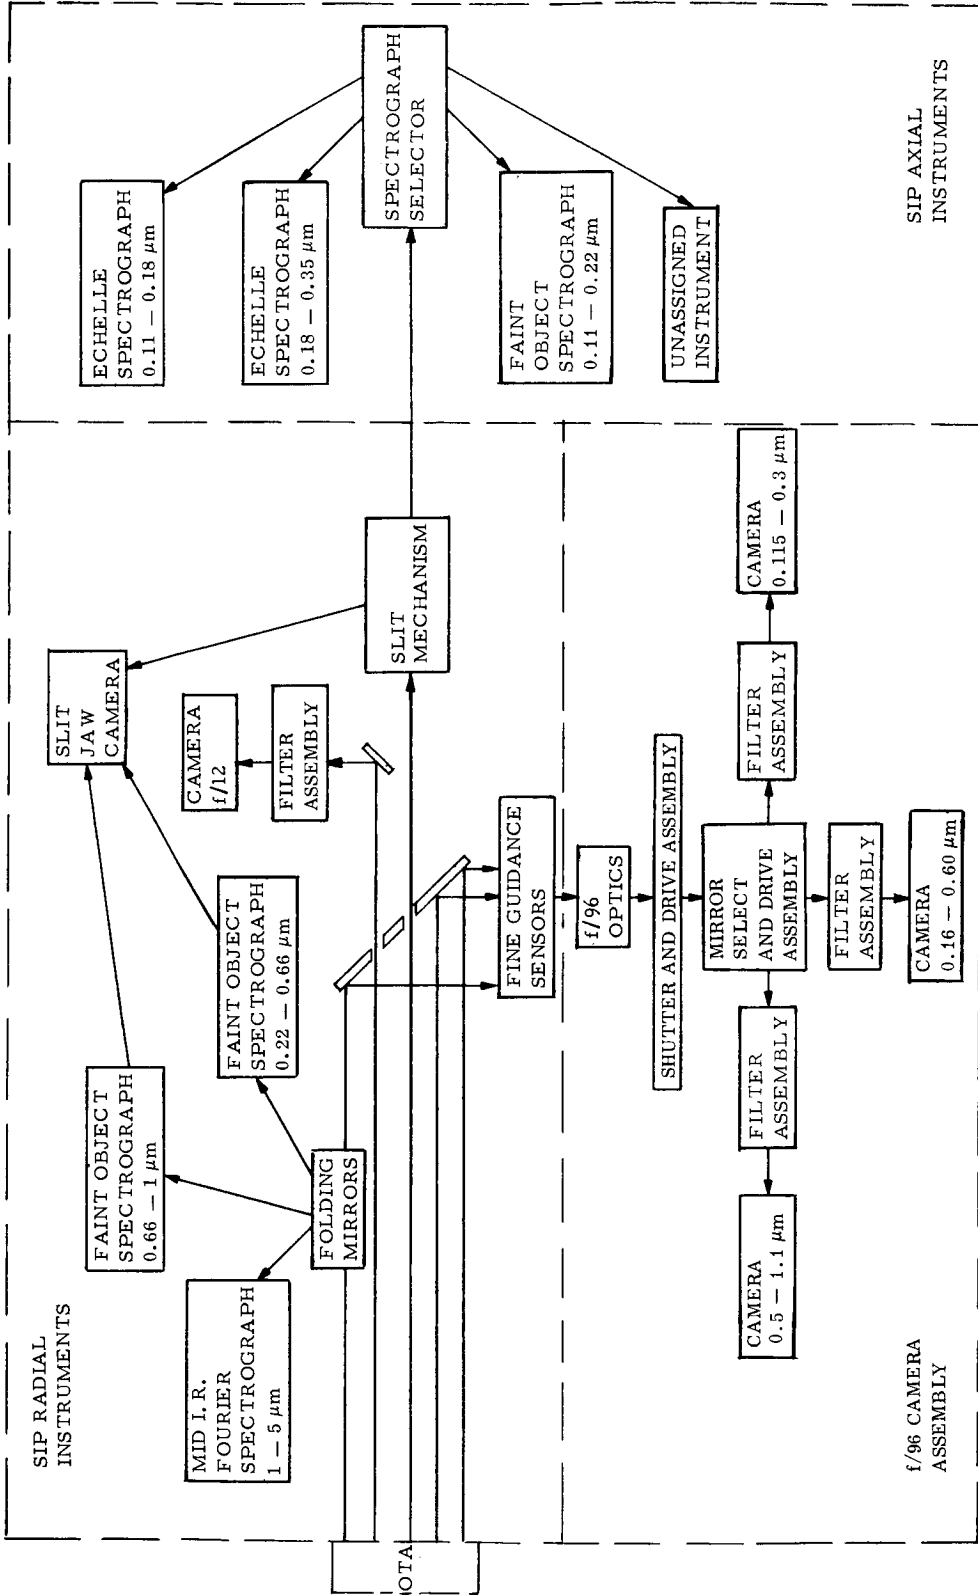 SIP RADIAL
INSTRUMENTS
MID I.R.
FOURIER
SPECTROGRAPH
1 – 5 μm
FAINT OBJECT
SPECTROGRAPH
0.66 – 1 μm
FAINT OBJECT
SPECTROGRAPH
0.22 – 0.66 μm
FOLDING
MIRRORS
SLIT
JAW
CAMERA
CAMERA
f/12
FILTER
ASSEMBLY
SLIT
MECHANISM
OTA
FINE GUIDANCE
SENSORS
ECHELLE
SPECTROGRAPH
0.11 – 0.18 μm
ECHELLE
SPECTROGRAPH
0.18 – 0.35 μm
SPECTROGRAPH
SELECTOR
FAINT
OBJECT
SPECTROGRAPH
0.11 – 0.22 μm
UNASSIGNED
INSTRUMENT
SIP AXIAL
INSTRUMENTS
f/96
OPTICS
SHUTTER AND DRIVE ASSEMBLY
MIRROR
SELECT
AND DRIVE
ASSEMBLY
FILTER
ASSEMBLY
CAMERA
0.5 – 1.1 μm
FILTER
ASSEMBLY
CAMERA
0.16 – 0.60 μm
FILTER
ASSEMBLY
CAMERA
0.115 – 0.3 μm
f/96 CAMERA
ASSEMBLY